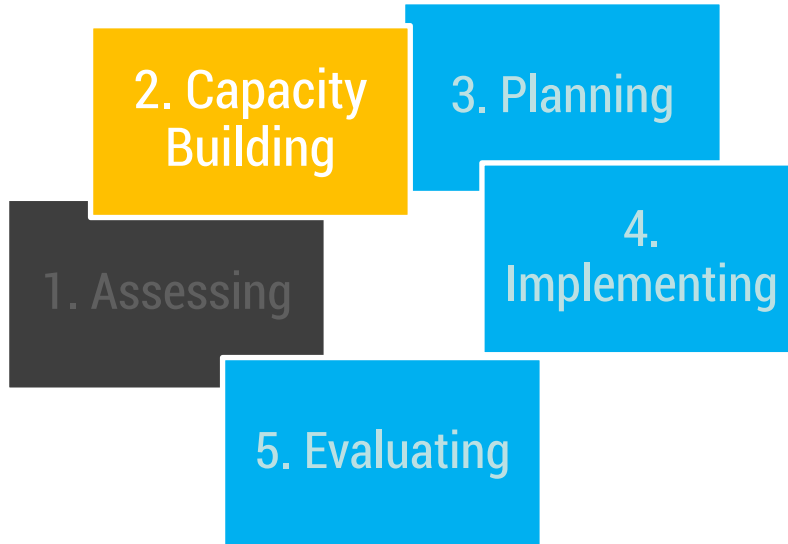 2. Capacity
Building
3. Planning
4.
Implementing
1. Assessing
5. Evaluating